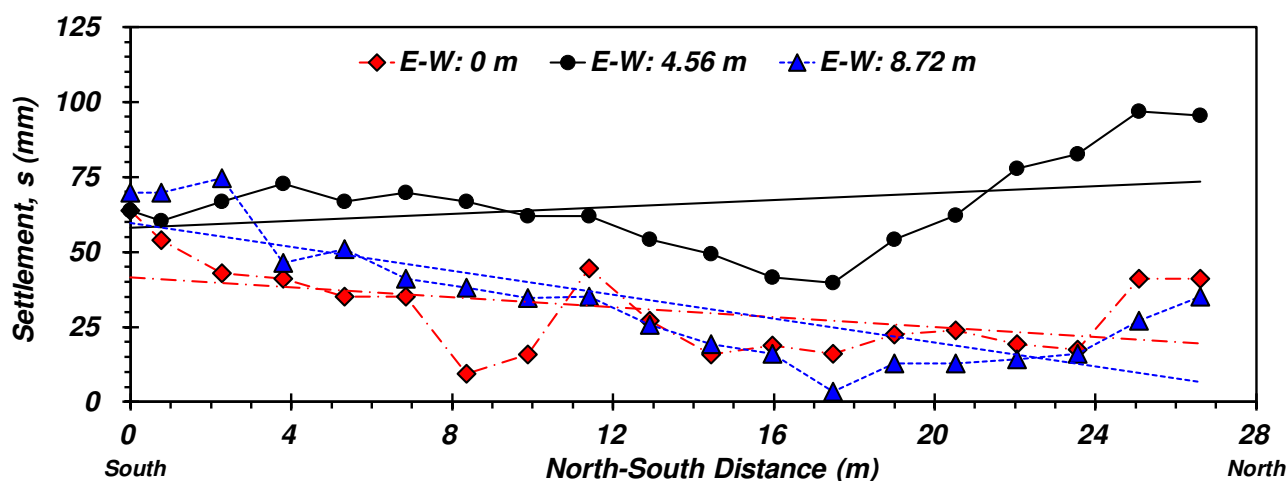 125
100
75
50
25
0
Settlement, s (mm)
E-W: 0 m E-W: 4.56 m E-W: 8.72 m
0 4 8 12 16 20 24 28
South North-South Distance (m) North